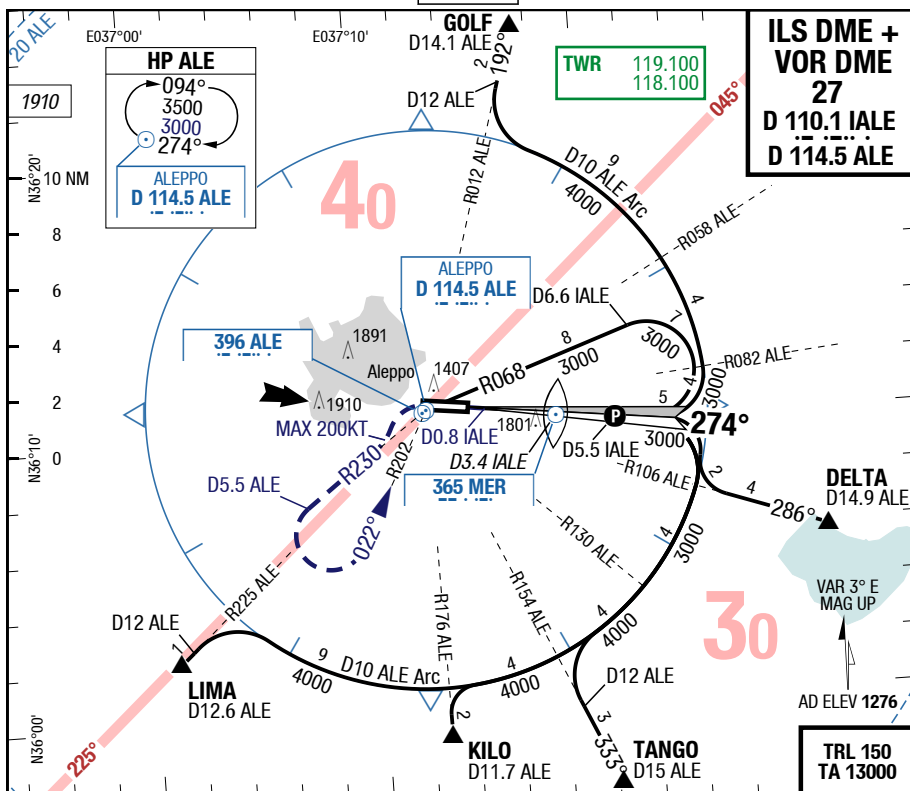 20 ALE
E037°00'
E037°10'
GOLF
D14.1 ALE
192°
2
D12 ALE
TWR 119.100
118.100
ILS DME +
VOR DME
27
D 110.1 IALE
D 114.5 ALE
HP ALE
094°
3500
3000
274°
ALEPPO
D 114.5 ALE
1910
N36°20'
10 NM
8
6
4
2
0
N36°10'
N36°00'
40
045°
R012 ALE
D10 ALE Arc
9
4000
R058 ALE
4
ALEPPO
D 114.5 ALE
D6.6 IALE
7
3000
8
3000
R068
R082 ALE
4
3000
5
396 ALE
1891
Aleppo
1407
1910
MAX 200KT
D0.8 IALE
1801
D3.4 IALE
P
D5.5 IALE
3000
274°
365 MER
R106 ALE
2
4
286°
DELTA
D14.9 ALE
R230
R202
D5.5 ALE
022°
R130 ALE
4
3000
R154 ALE
R176 ALE
R225 ALE
D12 ALE
1
LIMA
D12.6 ALE
225°
9
4000
D10 ALE Arc
4
4000
4
4000
2
KILO
D11.7 ALE
D12 ALE
3
333°
TANGO
D15 ALE
30
VAR 3° E
MAG UP
AD ELEV 1276
TRL 150
TA 13000